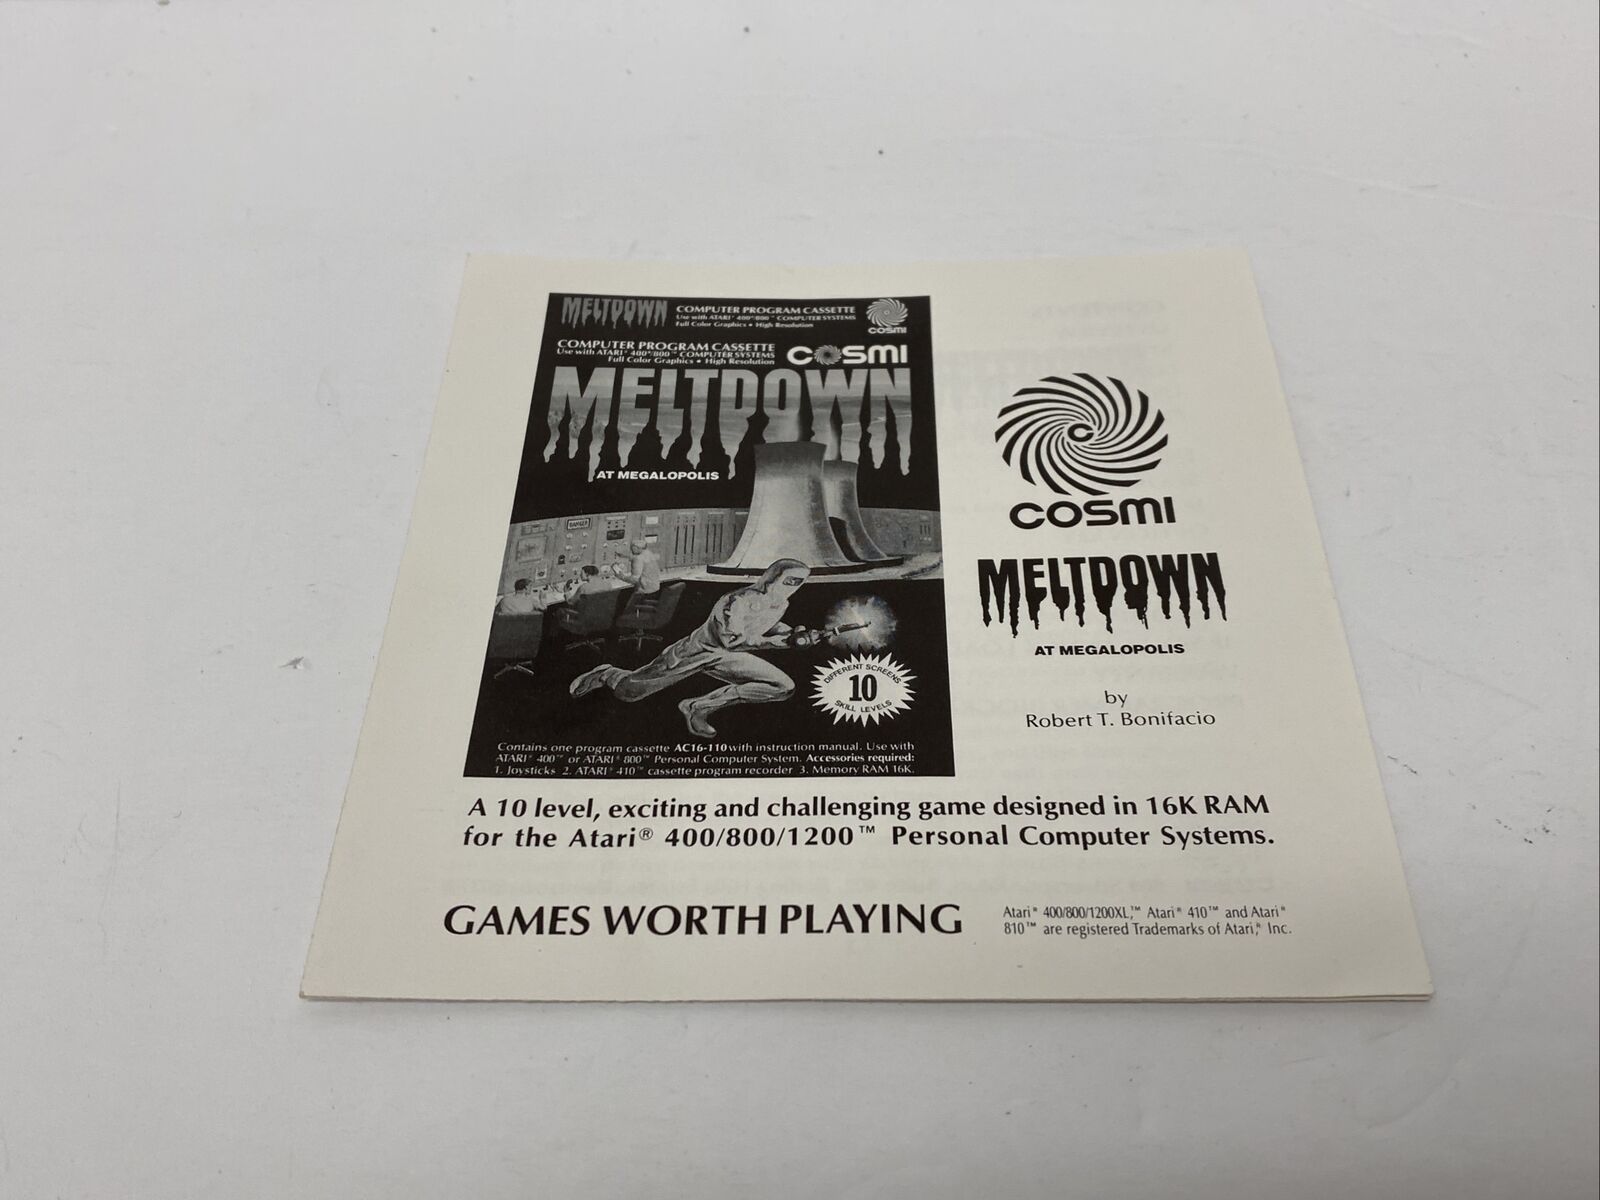 MELTDOWN
COMPUTER PROGRAM CASSETTE
Use with ATARI® 400®/800™ COMPUTER SYSTEMS
Full Color Graphics • High Resolution
COSMI
COMPUTER PROGRAM CASSETTE
Use with ATARI® 400®/800™ COMPUTER SYSTEMS
Full Color Graphics • High Resolution
COSMI
MELTDOWN
AT MEGALOPOLIS
DANGER
DIFFERENT SCREENS
10
SKILL LEVELS
Contains one program cassette AC16-110 with instruction manual. Use with
ATARI® 400™ or ATARI® 800™ Personal Computer System. Accessories required:
1. Joysticks 2. ATARI® 410™ cassette program recorder 3. Memory RAM 16K.
C
COSMI
MELTDOWN
AT MEGALOPOLIS
by
Robert T. Bonifacio
A 10 level, exciting and challenging game designed in 16K RAM
for the Atari® 400/800/1200™ Personal Computer Systems.
GAMES WORTH PLAYING
Atari® 400/800/1200XL,™ Atari® 410™ and Atari®
810™ are registered Trademarks of Atari,® Inc.